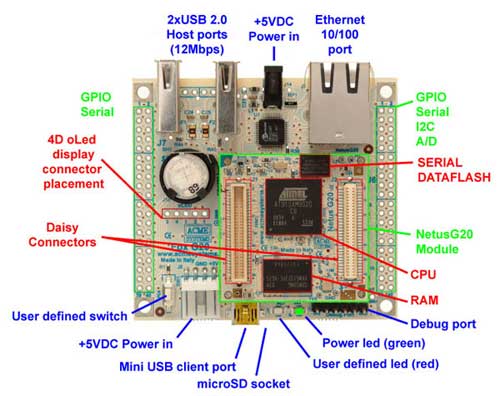 2xUSB 2.0
Host ports
(12Mbps)
+5VDC
Power in
Ethernet
10/100
port
GPIO
Serial
GPIO
Serial
I2C
A/D
4D oLed
display
connector
placement
SERIAL
DATAFLASH
J7
ATMEL
Netus G20
Daisy
Connectors
ACME
FOX G20
Made in Italy
NetusG20
Module
CPU
RAM
User defined switch
Debug port
+5VDC Power in
Power led (green)
Mini USB client port
User defined led (red)
microSD socket